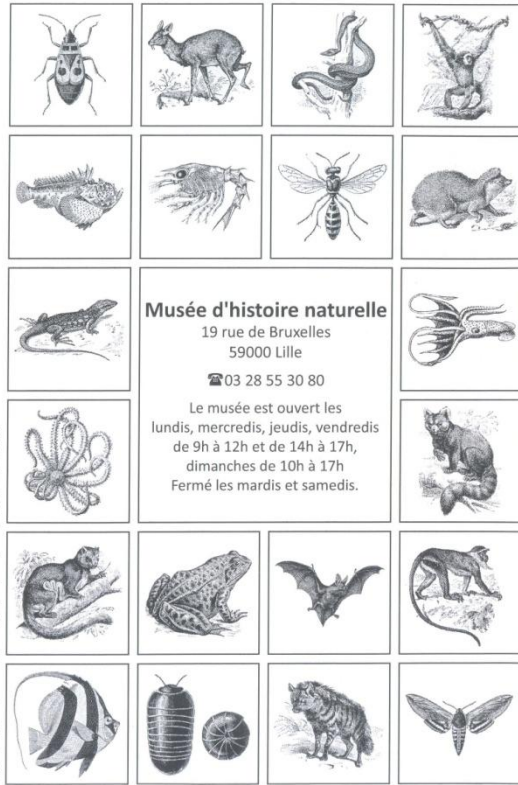 Musée d'histoire naturelle
19 rue de Bruxelles
59000 Lille
☎03 28 55 30 80
Le musée est ouvert les
lundis, mercredis, jeudis, vendredis
de 9h à 12h et de 14h à 17h,
dimanches de 10h à 17h
Fermé les mardis et samedis.